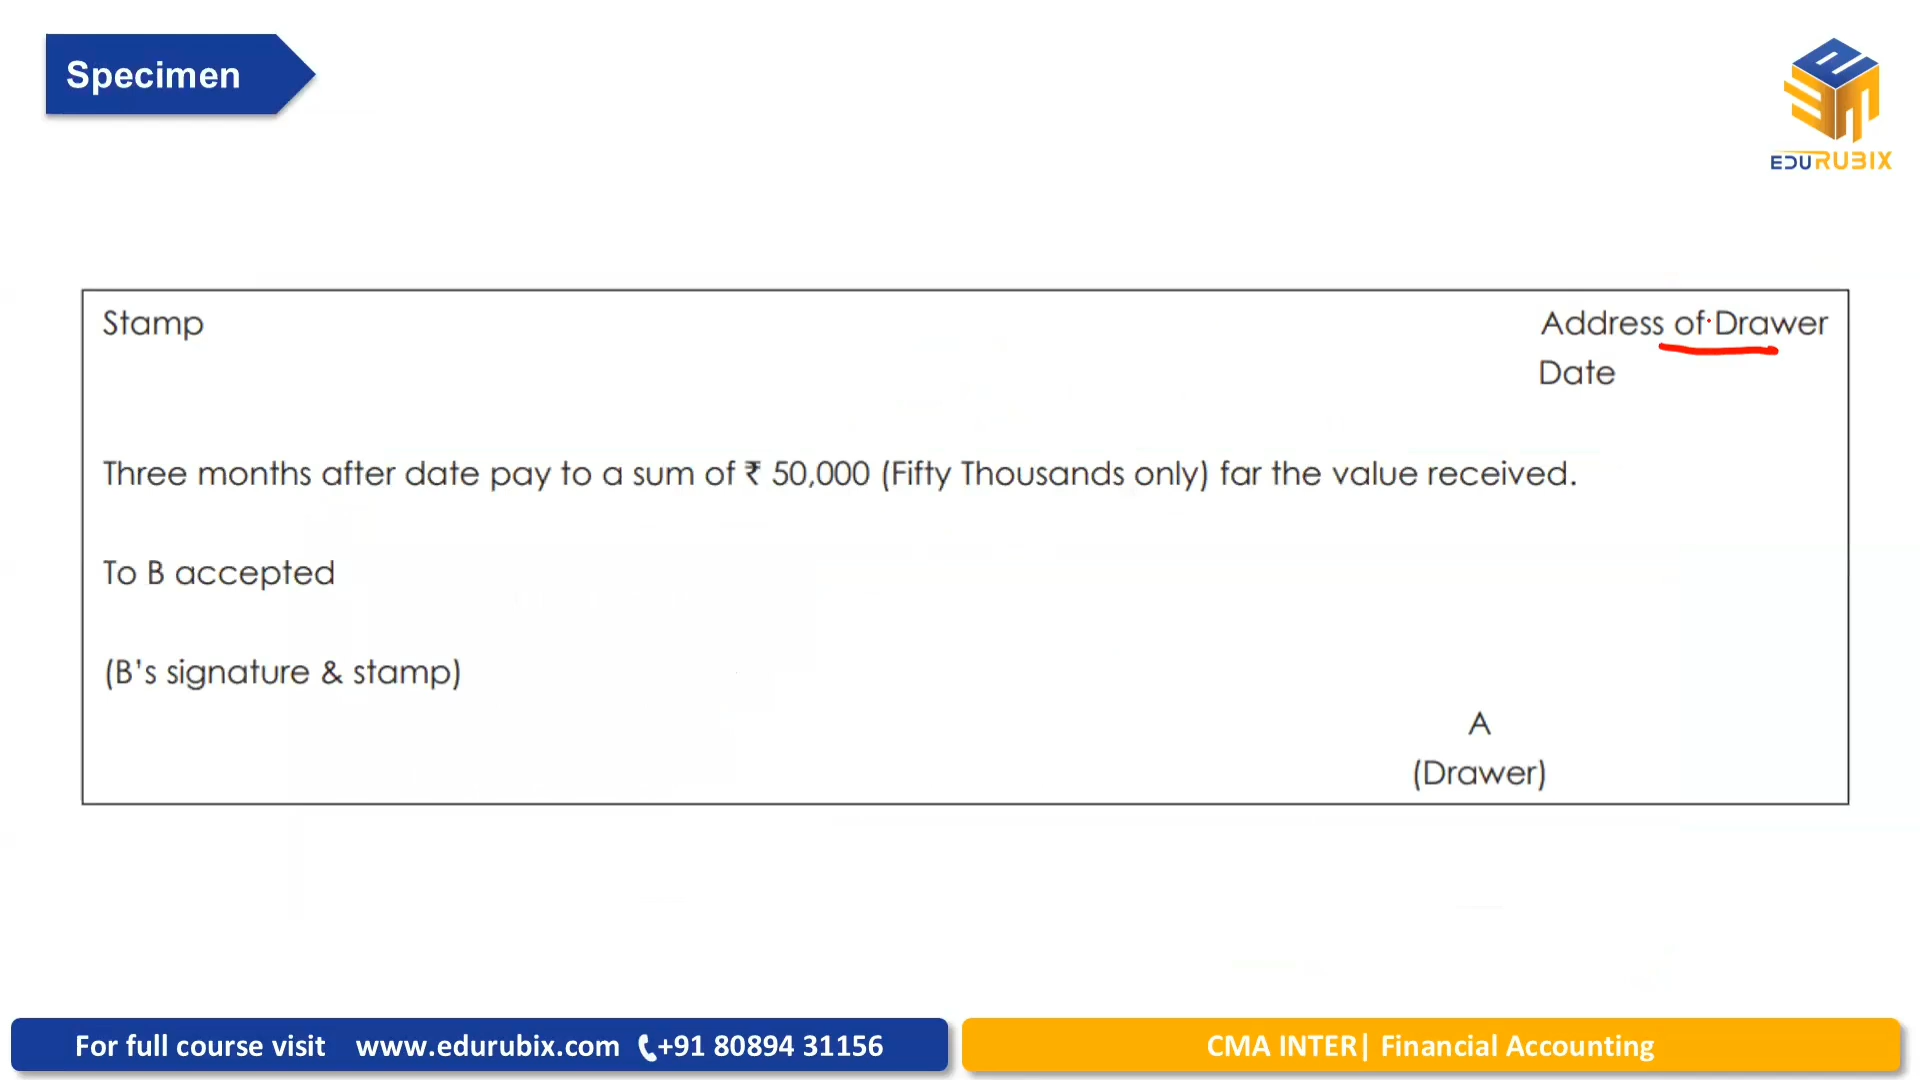 Specimen
EDURUBIX
Stamp
Address of Drawer
Date
Three months after date pay to a sum of ₹ 50,000 (Fifty Thousands only) far the value received.
To B accepted
(B's signature & stamp)
A
(Drawer)
For full course visit www.edurubix.com +91 80894 31156
CMA INTER| Financial Accounting